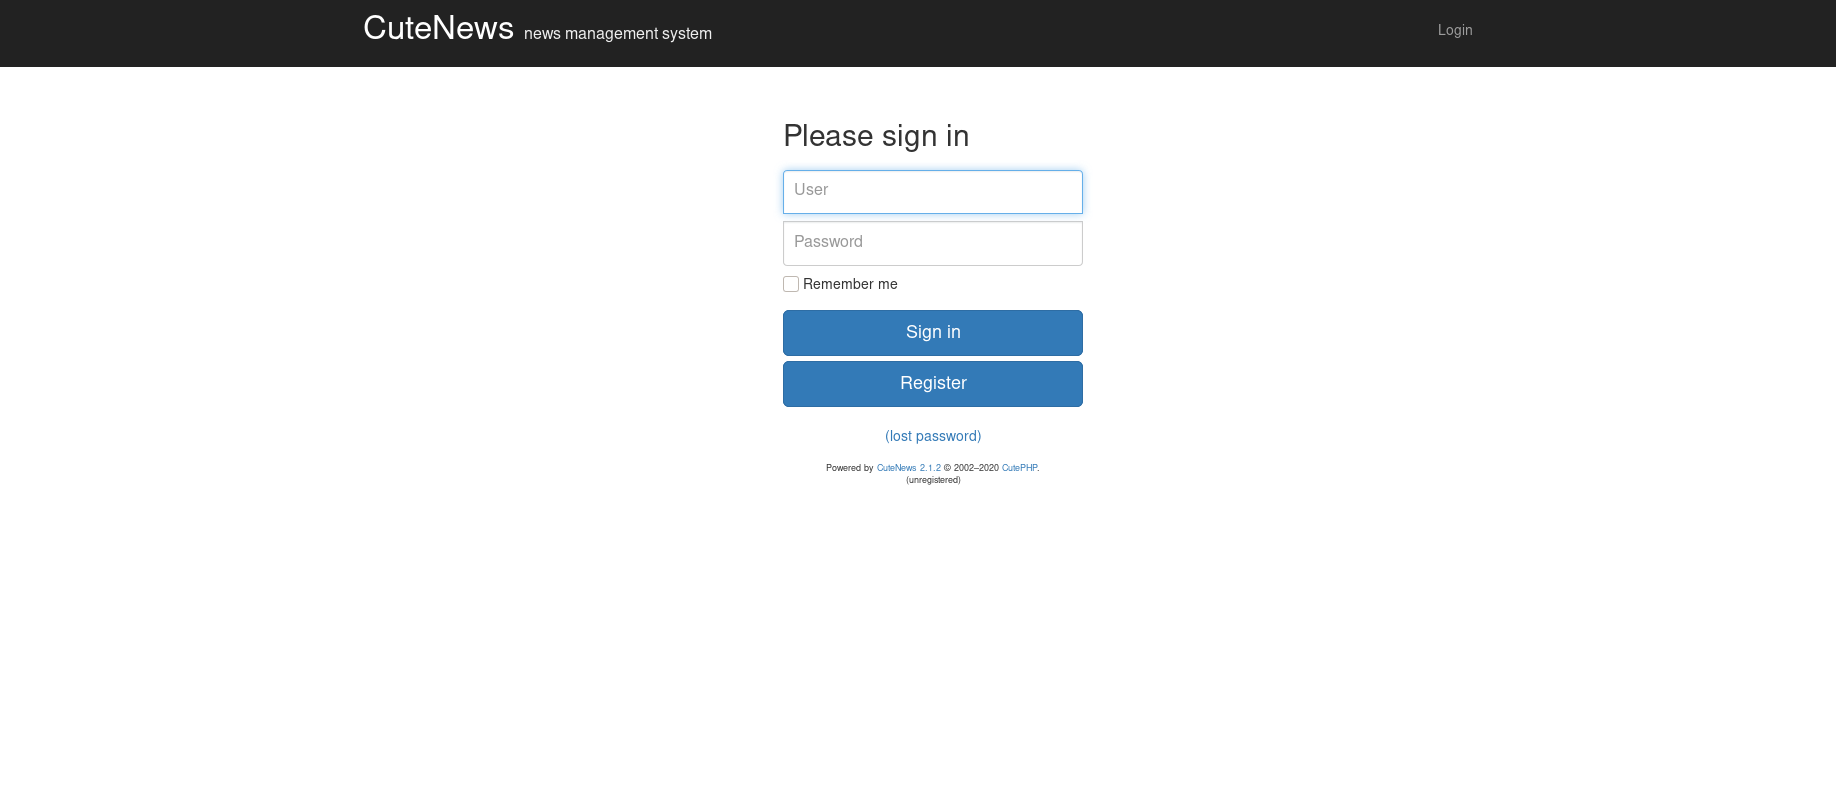 CuteNews news management system
Login
Please sign in
User
Password
Remember me
Sign in
Register
(lost password)
Powered by CuteNews 2.1.2 © 2002–2020 CutePHP.
(unregistered)